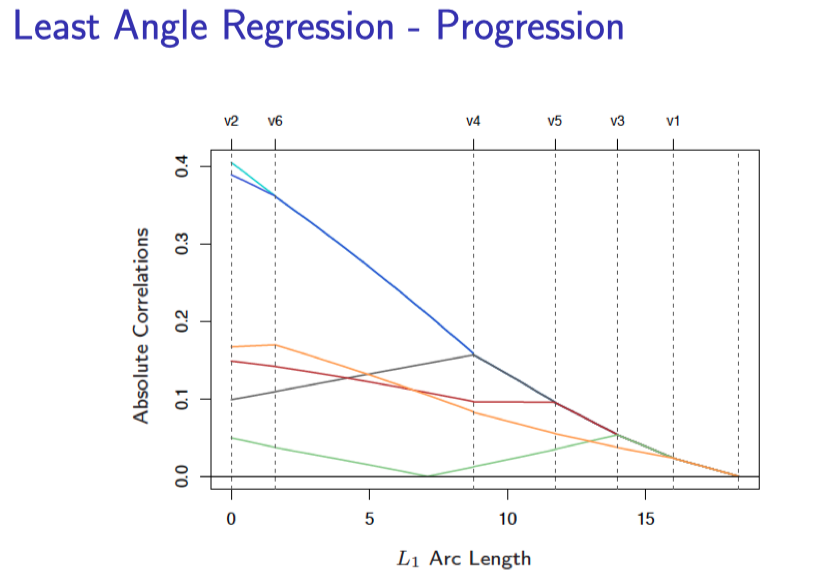 Least Angle Regression - Progression
v2 v6 v4 v5 v3 v1
0.4
0.3
0.2
0.1
0.0
Absolute Correlations
0 5 10 15
L₁ Arc Length